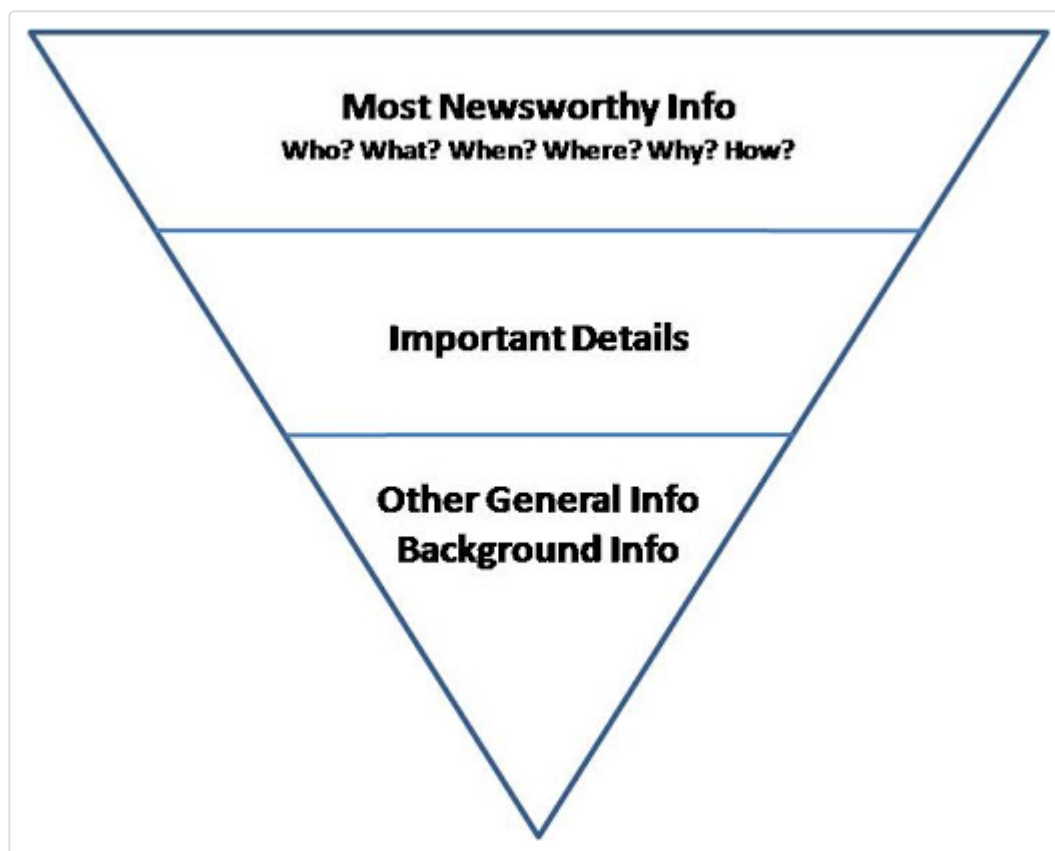 Most Newsworthy Info
Who? What? When? Where? Why? How?
Important Details
Other General Info
Background Info